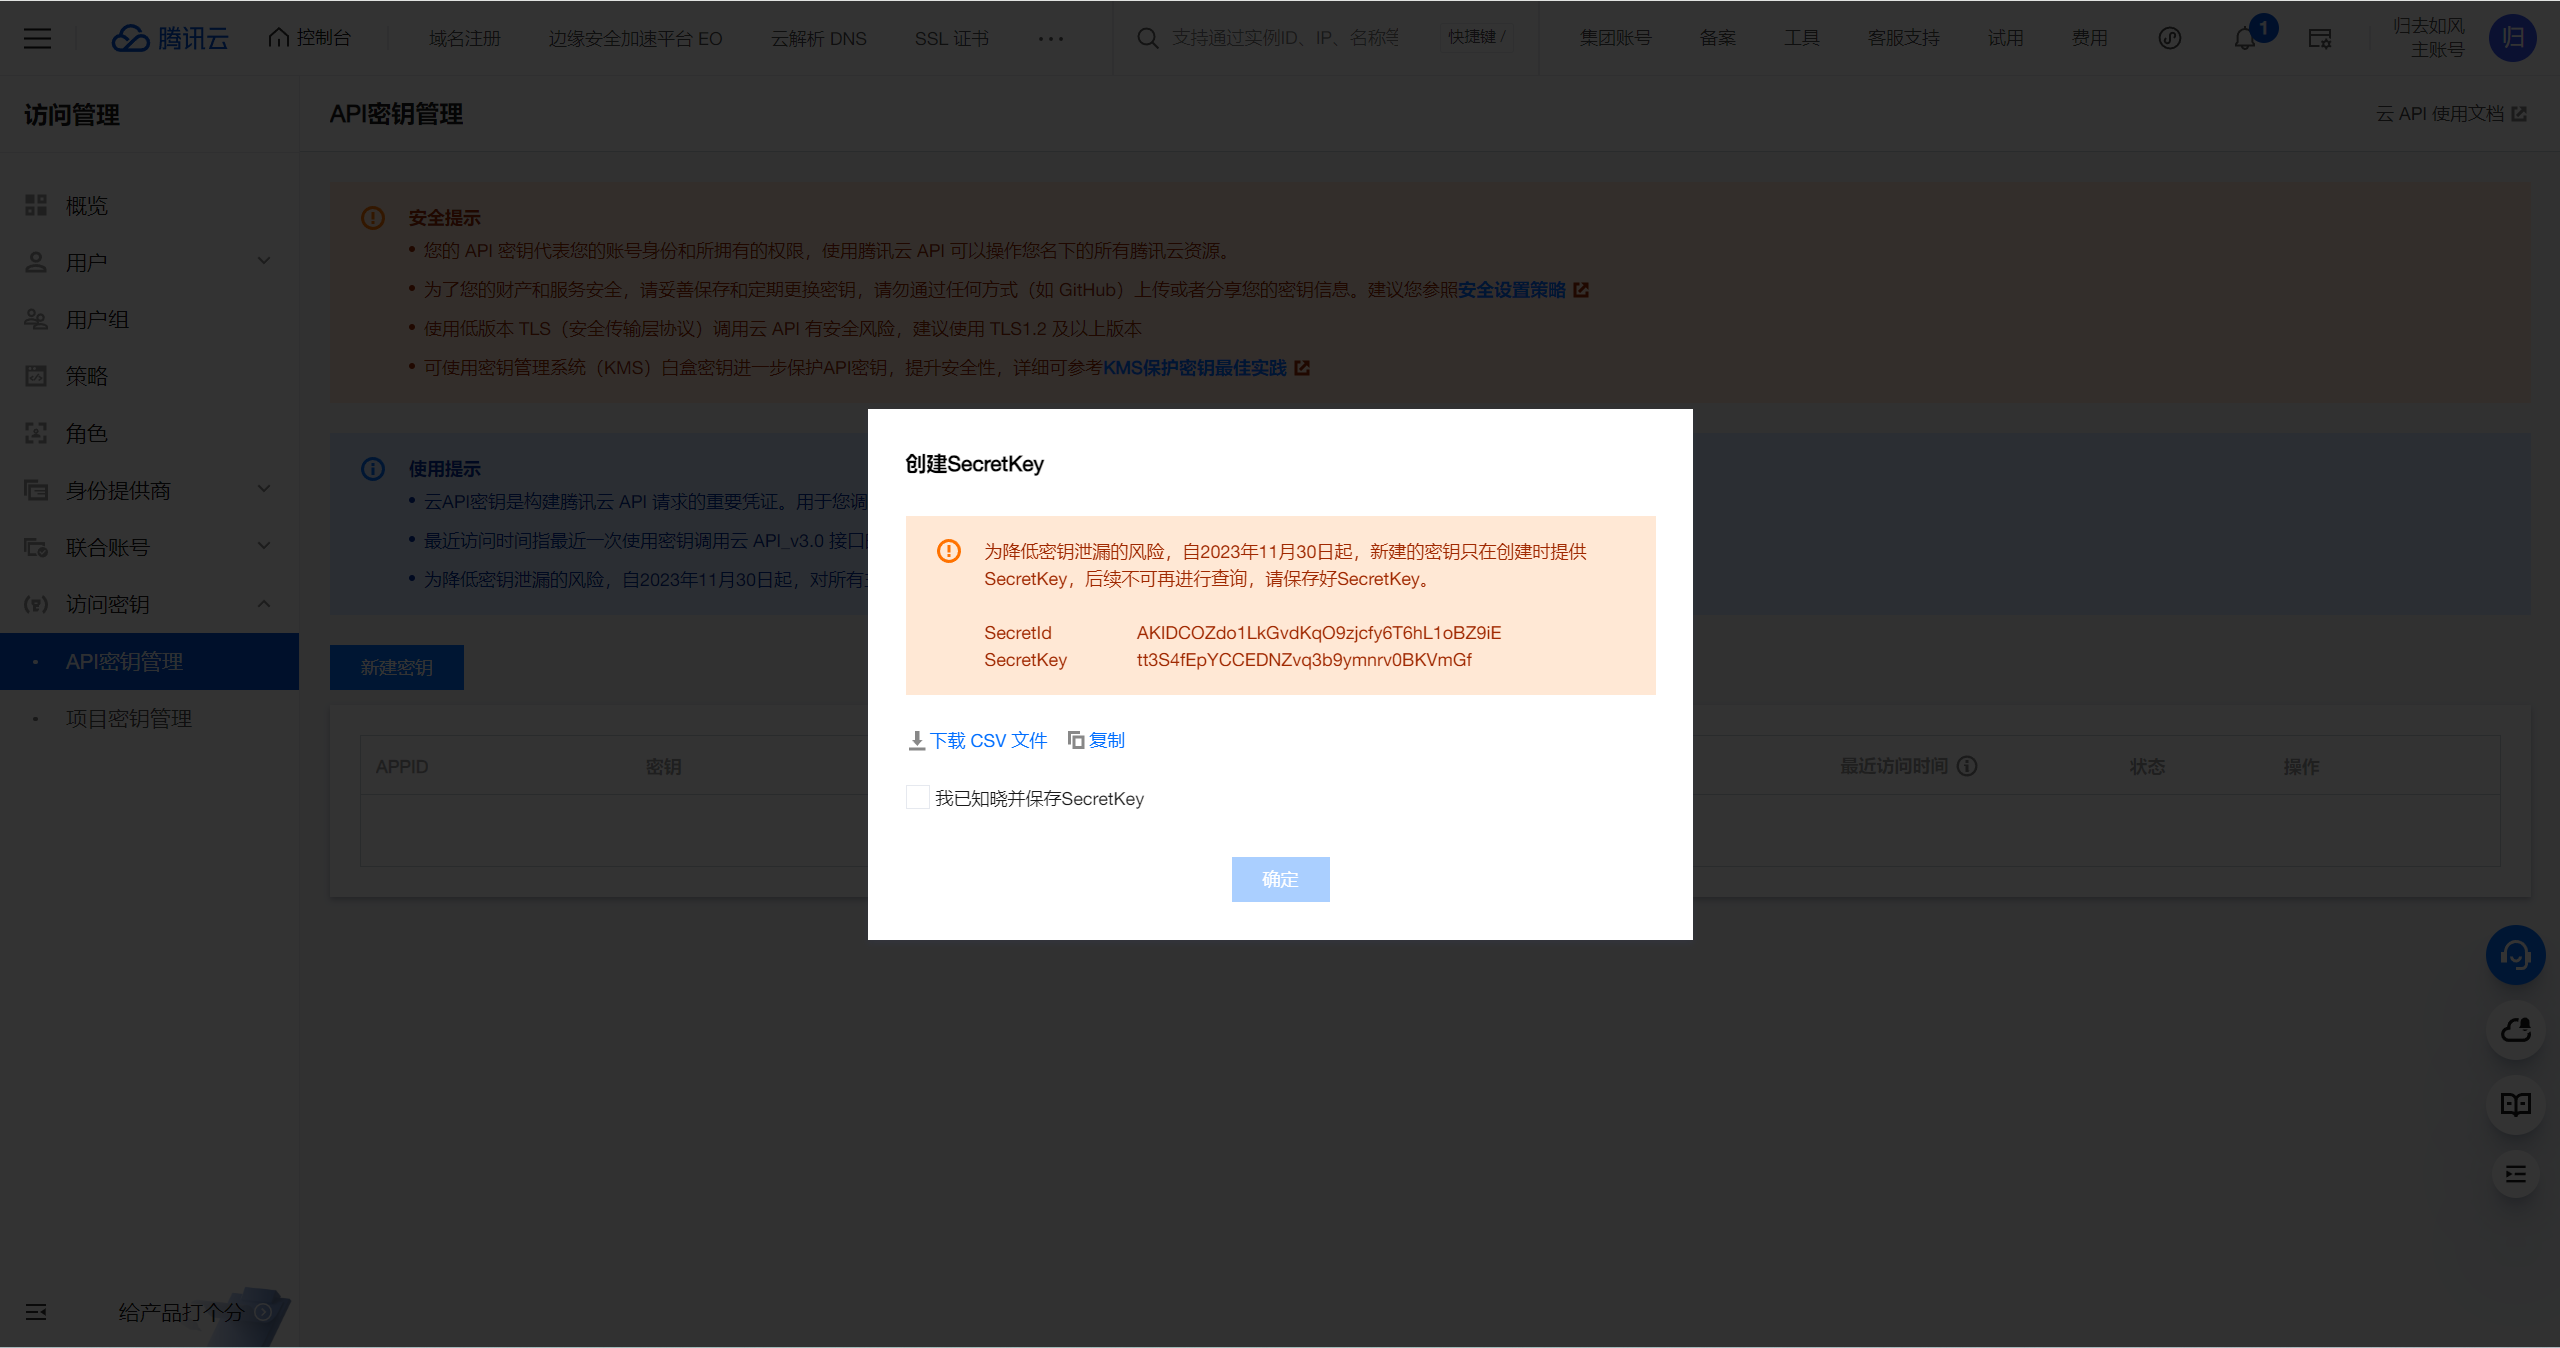 腾讯云
控制台
域名注册
边缘安全加速平台 EO
云解析 DNS
SSL 证书
支持通过实例ID、IP、名称等
快捷键 /
集团账号
备案
工具
客服支持
试用
费用
1
归去如风
主账号
归
访问管理
API密钥管理
云 API 使用文档
概览
用户
用户组
策略
角色
身份提供商
联合账号
访问密钥
API密钥管理
项目密钥管理
给产品打个分
安全提示
您的 API 密钥代表您的账号身份和所拥有的权限，使用腾讯云 API 可以操作您名下的所有腾讯云资源。
为了您的财产和服务安全，请妥善保存和定期更换密钥，请勿通过任何方式（如 GitHub）上传或者分享您的密钥信息。建议您参照安全设置策略
使用低版本 TLS（安全传输层协议）调用云 API 有安全风险，建议使用 TLS1.2 及以上版本
可使用密钥管理系统（KMS）白盒密钥进一步保护API密钥，提升安全性，详细可参考KMS保护密钥最佳实践
使用提示
云API密钥是构建腾讯云 API 请求的重要凭证。用于您调
最近访问时间指最近一次使用密钥调用云 API_v3.0 接口
为降低密钥泄漏的风险，自2023年11月30日起，对所有
新建密钥
APPID
密钥
最近访问时间
状态
操作
创建SecretKey
为降低密钥泄漏的风险，自2023年11月30日起，新建的密钥只在创建时提供
SecretKey，后续不可再进行查询，请保存好SecretKey。
SecretId AKIDCOZdo1LkGvdKqO9zjcfy6T6hL1oBZ9iE
SecretKey tt3S4fEpYCCEDNZvq3b9ymnrv0BKVmGf
下载 CSV 文件
复制
我已知晓并保存SecretKey
确定